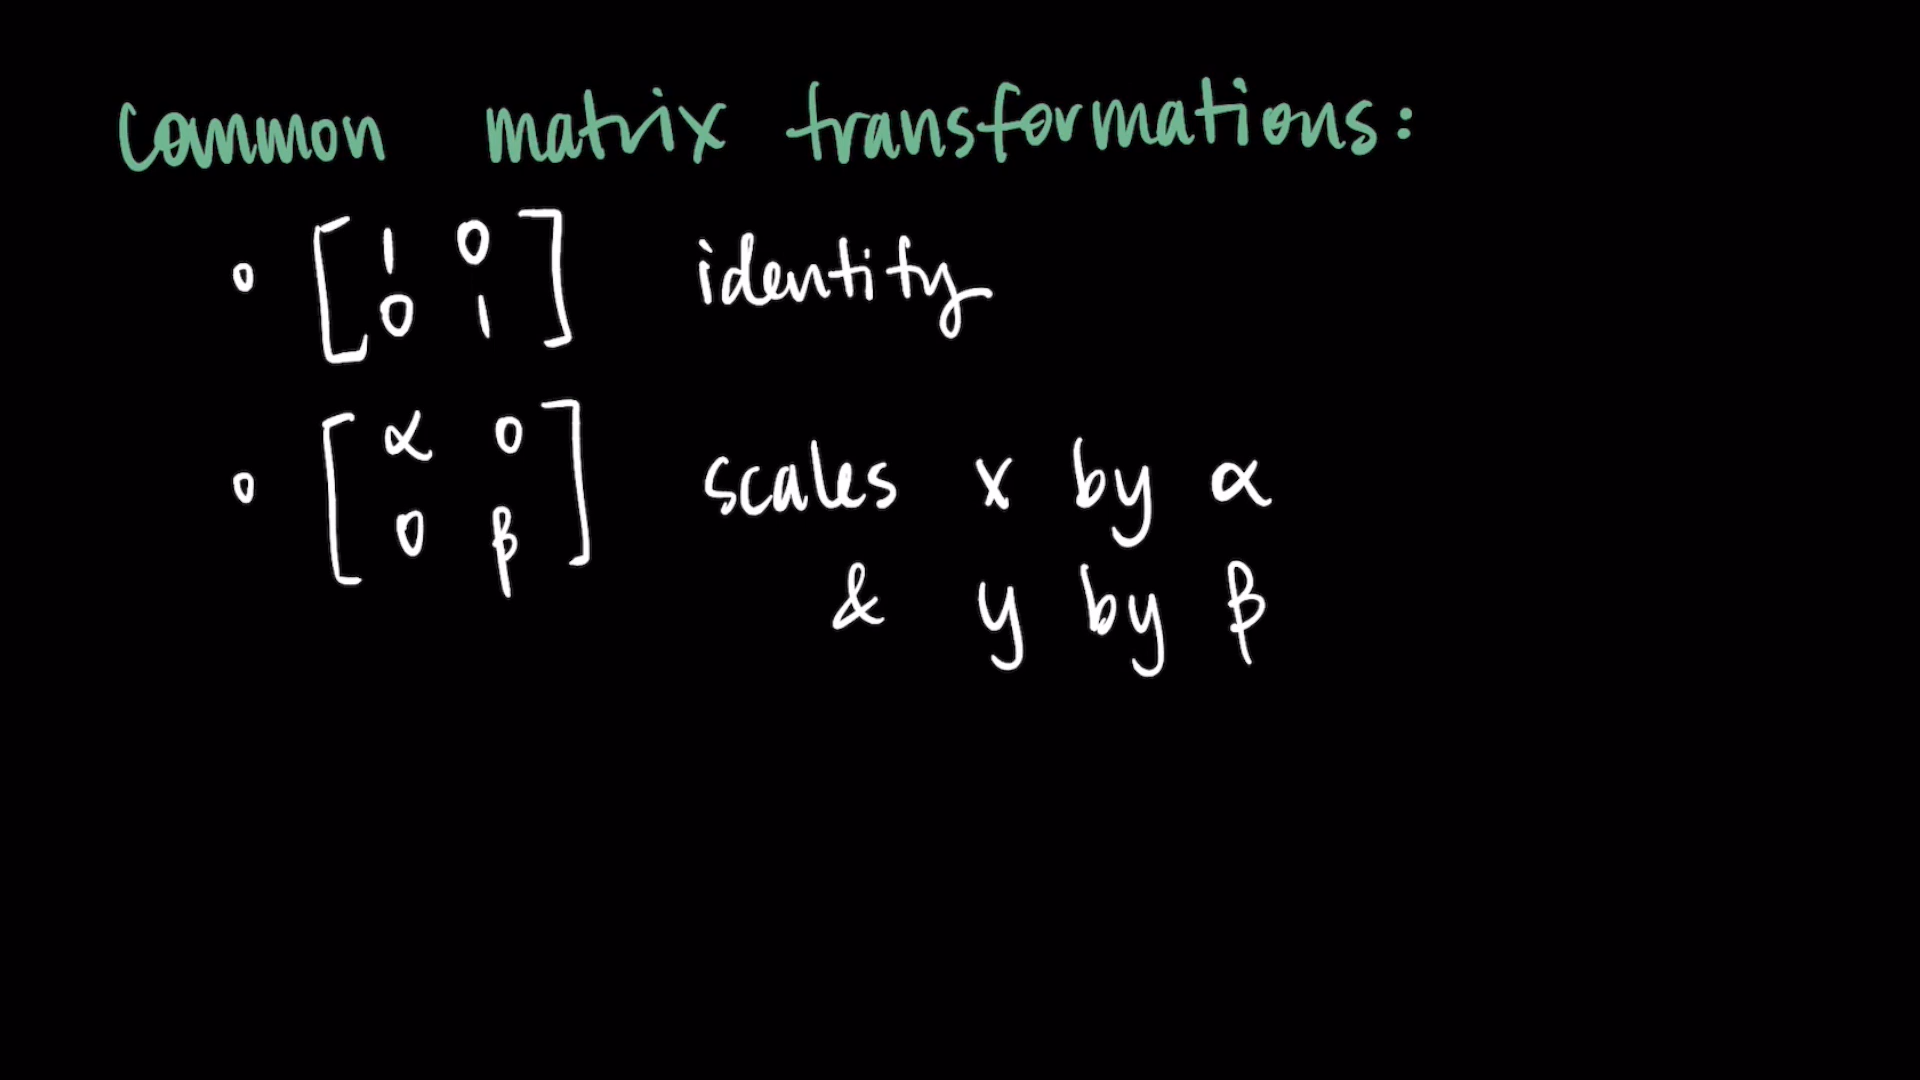 Common matrix transformations:
◦ [ 1 0 identity
0 1 ]
◦ [ α 0
0 β ] scales x by α
& y by β